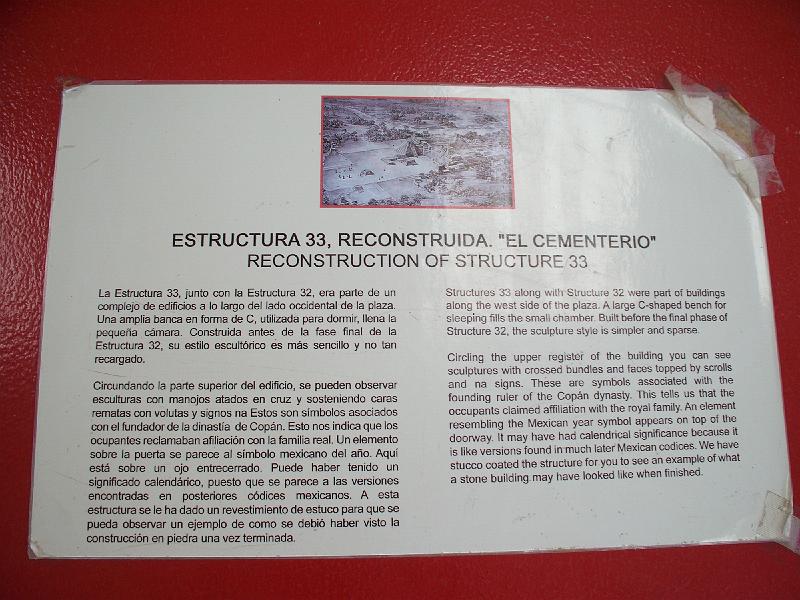 ESTRUCTURA 33, RECONSTRUIDA. "EL CEMENTERIO"
RECONSTRUCTION OF STRUCTURE 33
La Estructura 33, junto con la Estructura 32, era parte de un
complejo de edificios a lo largo del lado occidental de la plaza.
Una amplia banca en forma de C, utilizada para dormir, llena la
pequeña cámara. Construida antes de la fase final de la
Estructura 32, su estilo escultórico es más sencillo y no tan
recargado.
Circundando la parte superior del edificio, se pueden observar
esculturas con manojos atados en cruz y sosteniendo caras
rematas con volutas y signos na Estos son símbolos asociados
con el fundador de la dinastía de Copán. Esto nos indica que los
ocupantes reclamaban afiliación con la familia real. Un elemento
sobre la puerta se parece al símbolo mexicano del año. Aquí
está sobre un ojo entrecerrado. Puede haber tenido un
significado calendárico, puesto que se parece a las versiones
encontradas en posteriores códices mexicanos. A esta
estructura se le ha dado un revestimiento de estuco para que se
pueda observar un ejemplo de como se debió haber visto la
construcción en piedra una vez terminada.
Structures 33 along with Structure 32 were part of buildings
along the west side of the plaza. A large C-shaped bench for
sleeping fills the small chamber. Built before the final phase of
Structure 32, the sculpture style is simpler and sparse.
Circling the upper register of the building you can see
sculptures with crossed bundles and faces topped by scrolls
and na signs. These are symbols associated with the
founding ruler of the Copán dynasty. This tells us that the
occupants claimed affiliation with the royal family. An element
resembling the Mexican year symbol appears on top of the
doorway. It may have had calendrical significance because it
is like versions found in much later Mexican codices. We have
stucco coated the structure for you to see an example of what
a stone building may have looked like when finished.